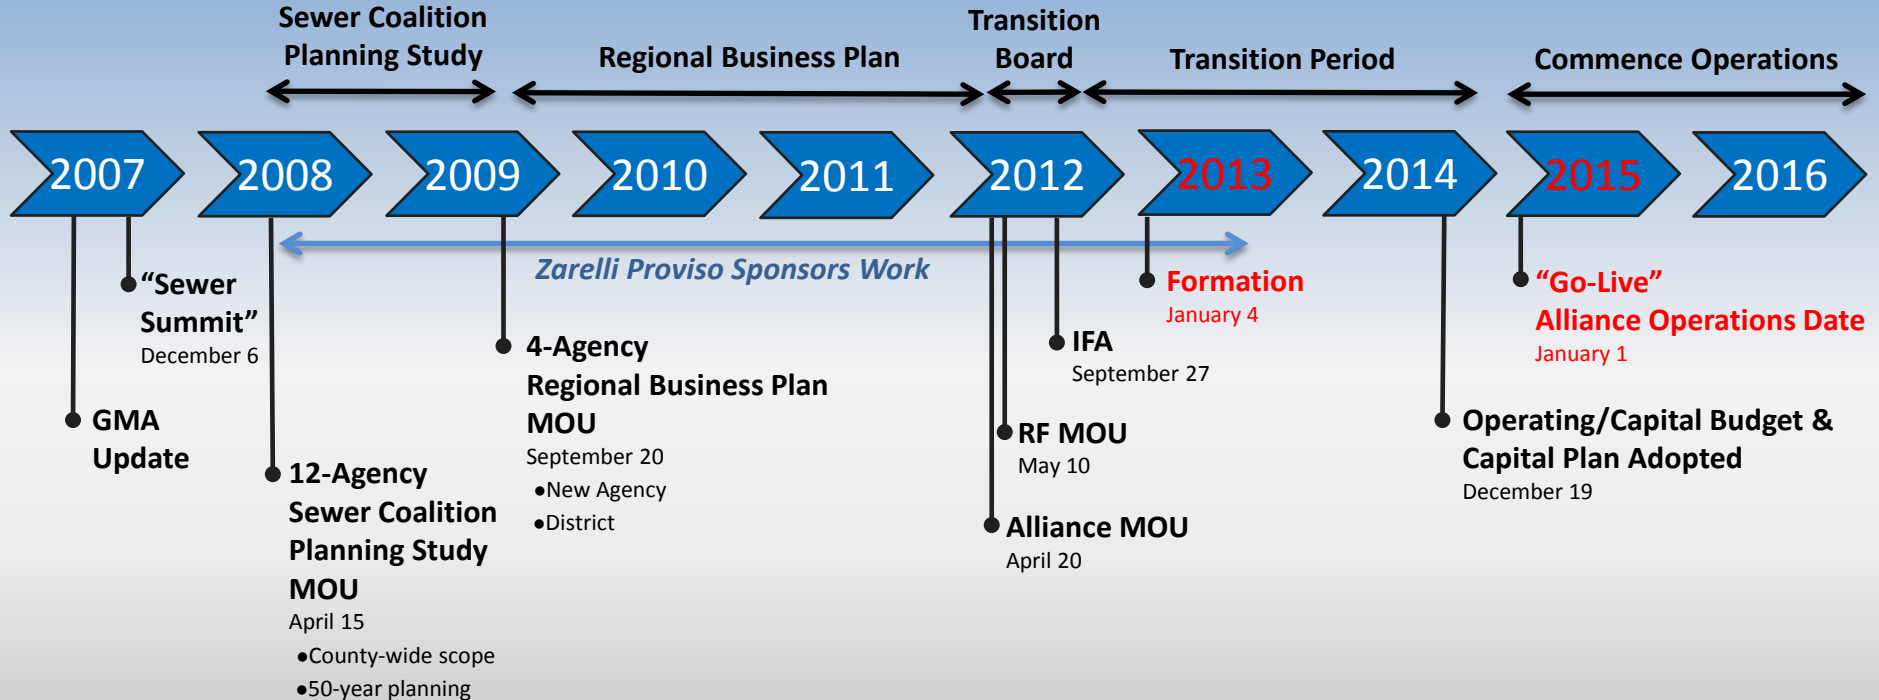 Sewer Coalition
Planning Study
Regional Business Plan
Transition
Board
Transition Period
Commence Operations
2007
2008
2009
2010
2011
2012
2013
2014
2015
2016
Zarelli Proviso Sponsors Work
“Sewer
Summit”
December 6
GMA
Update
12-Agency
Sewer Coalition
Planning Study
MOU
April 15
●County-wide scope
●50-year planning
4-Agency
Regional Business Plan
MOU
September 20
●New Agency
●District
Alliance MOU
April 20
RF MOU
May 10
IFA
September 27
Formation
January 4
Operating/Capital Budget &
Capital Plan Adopted
December 19
“Go-Live”
Alliance Operations Date
January 1